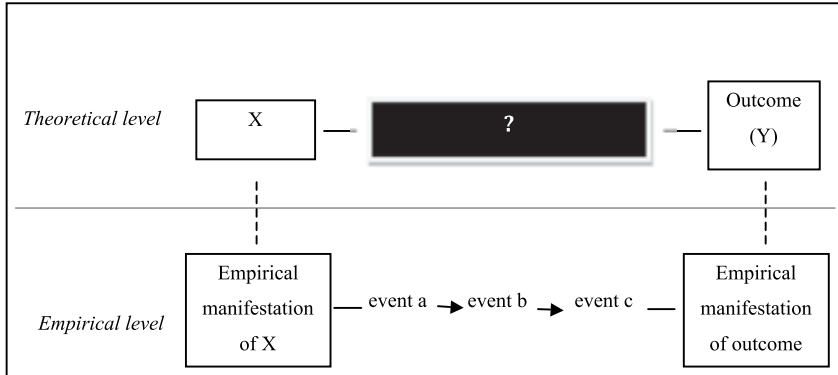 Theoretical level
X
?
Outcome
(Y)
Empirical level
Empirical
manifestation
of X
event a
event b
event c
Empirical
manifestation
of outcome